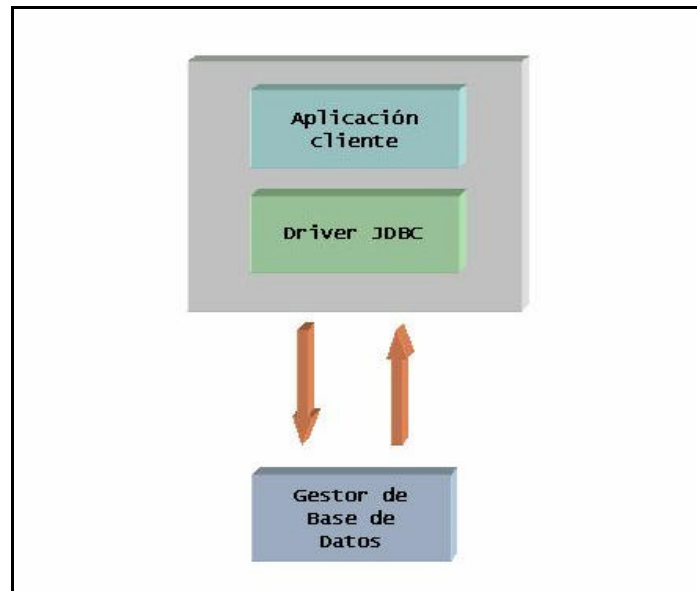 Aplicación
cliente
Driver JDBC
Gestor de
Base de
Datos